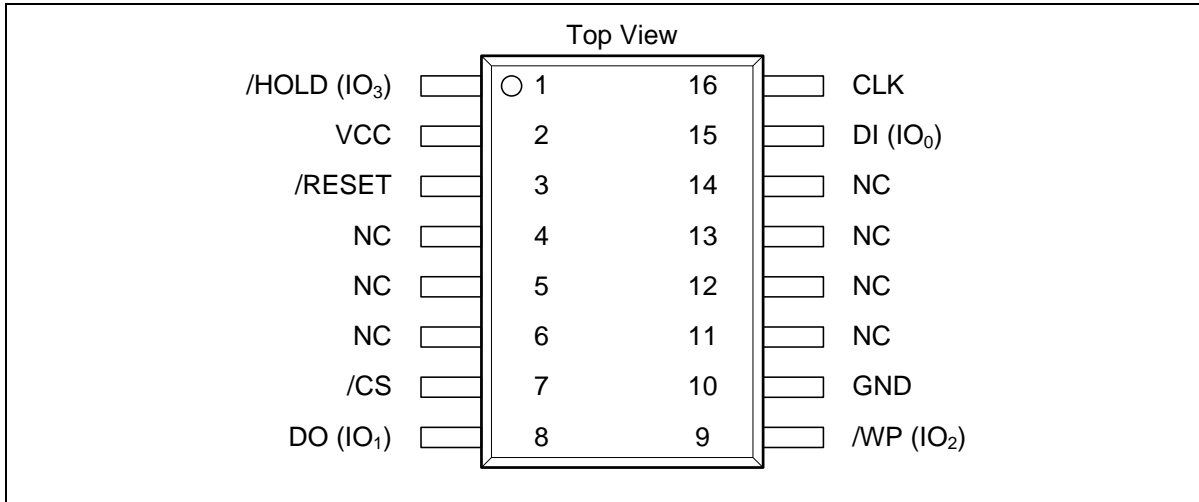 Top View
/HOLD (IO₃) 1 16 CLK
VCC 2 15 DI (IO₀)
/RESET 3 14 NC
NC 4 13 NC
NC 5 12 NC
NC 6 11 NC
/CS 7 10 GND
DO (IO₁) 8 9 /WP (IO₂)